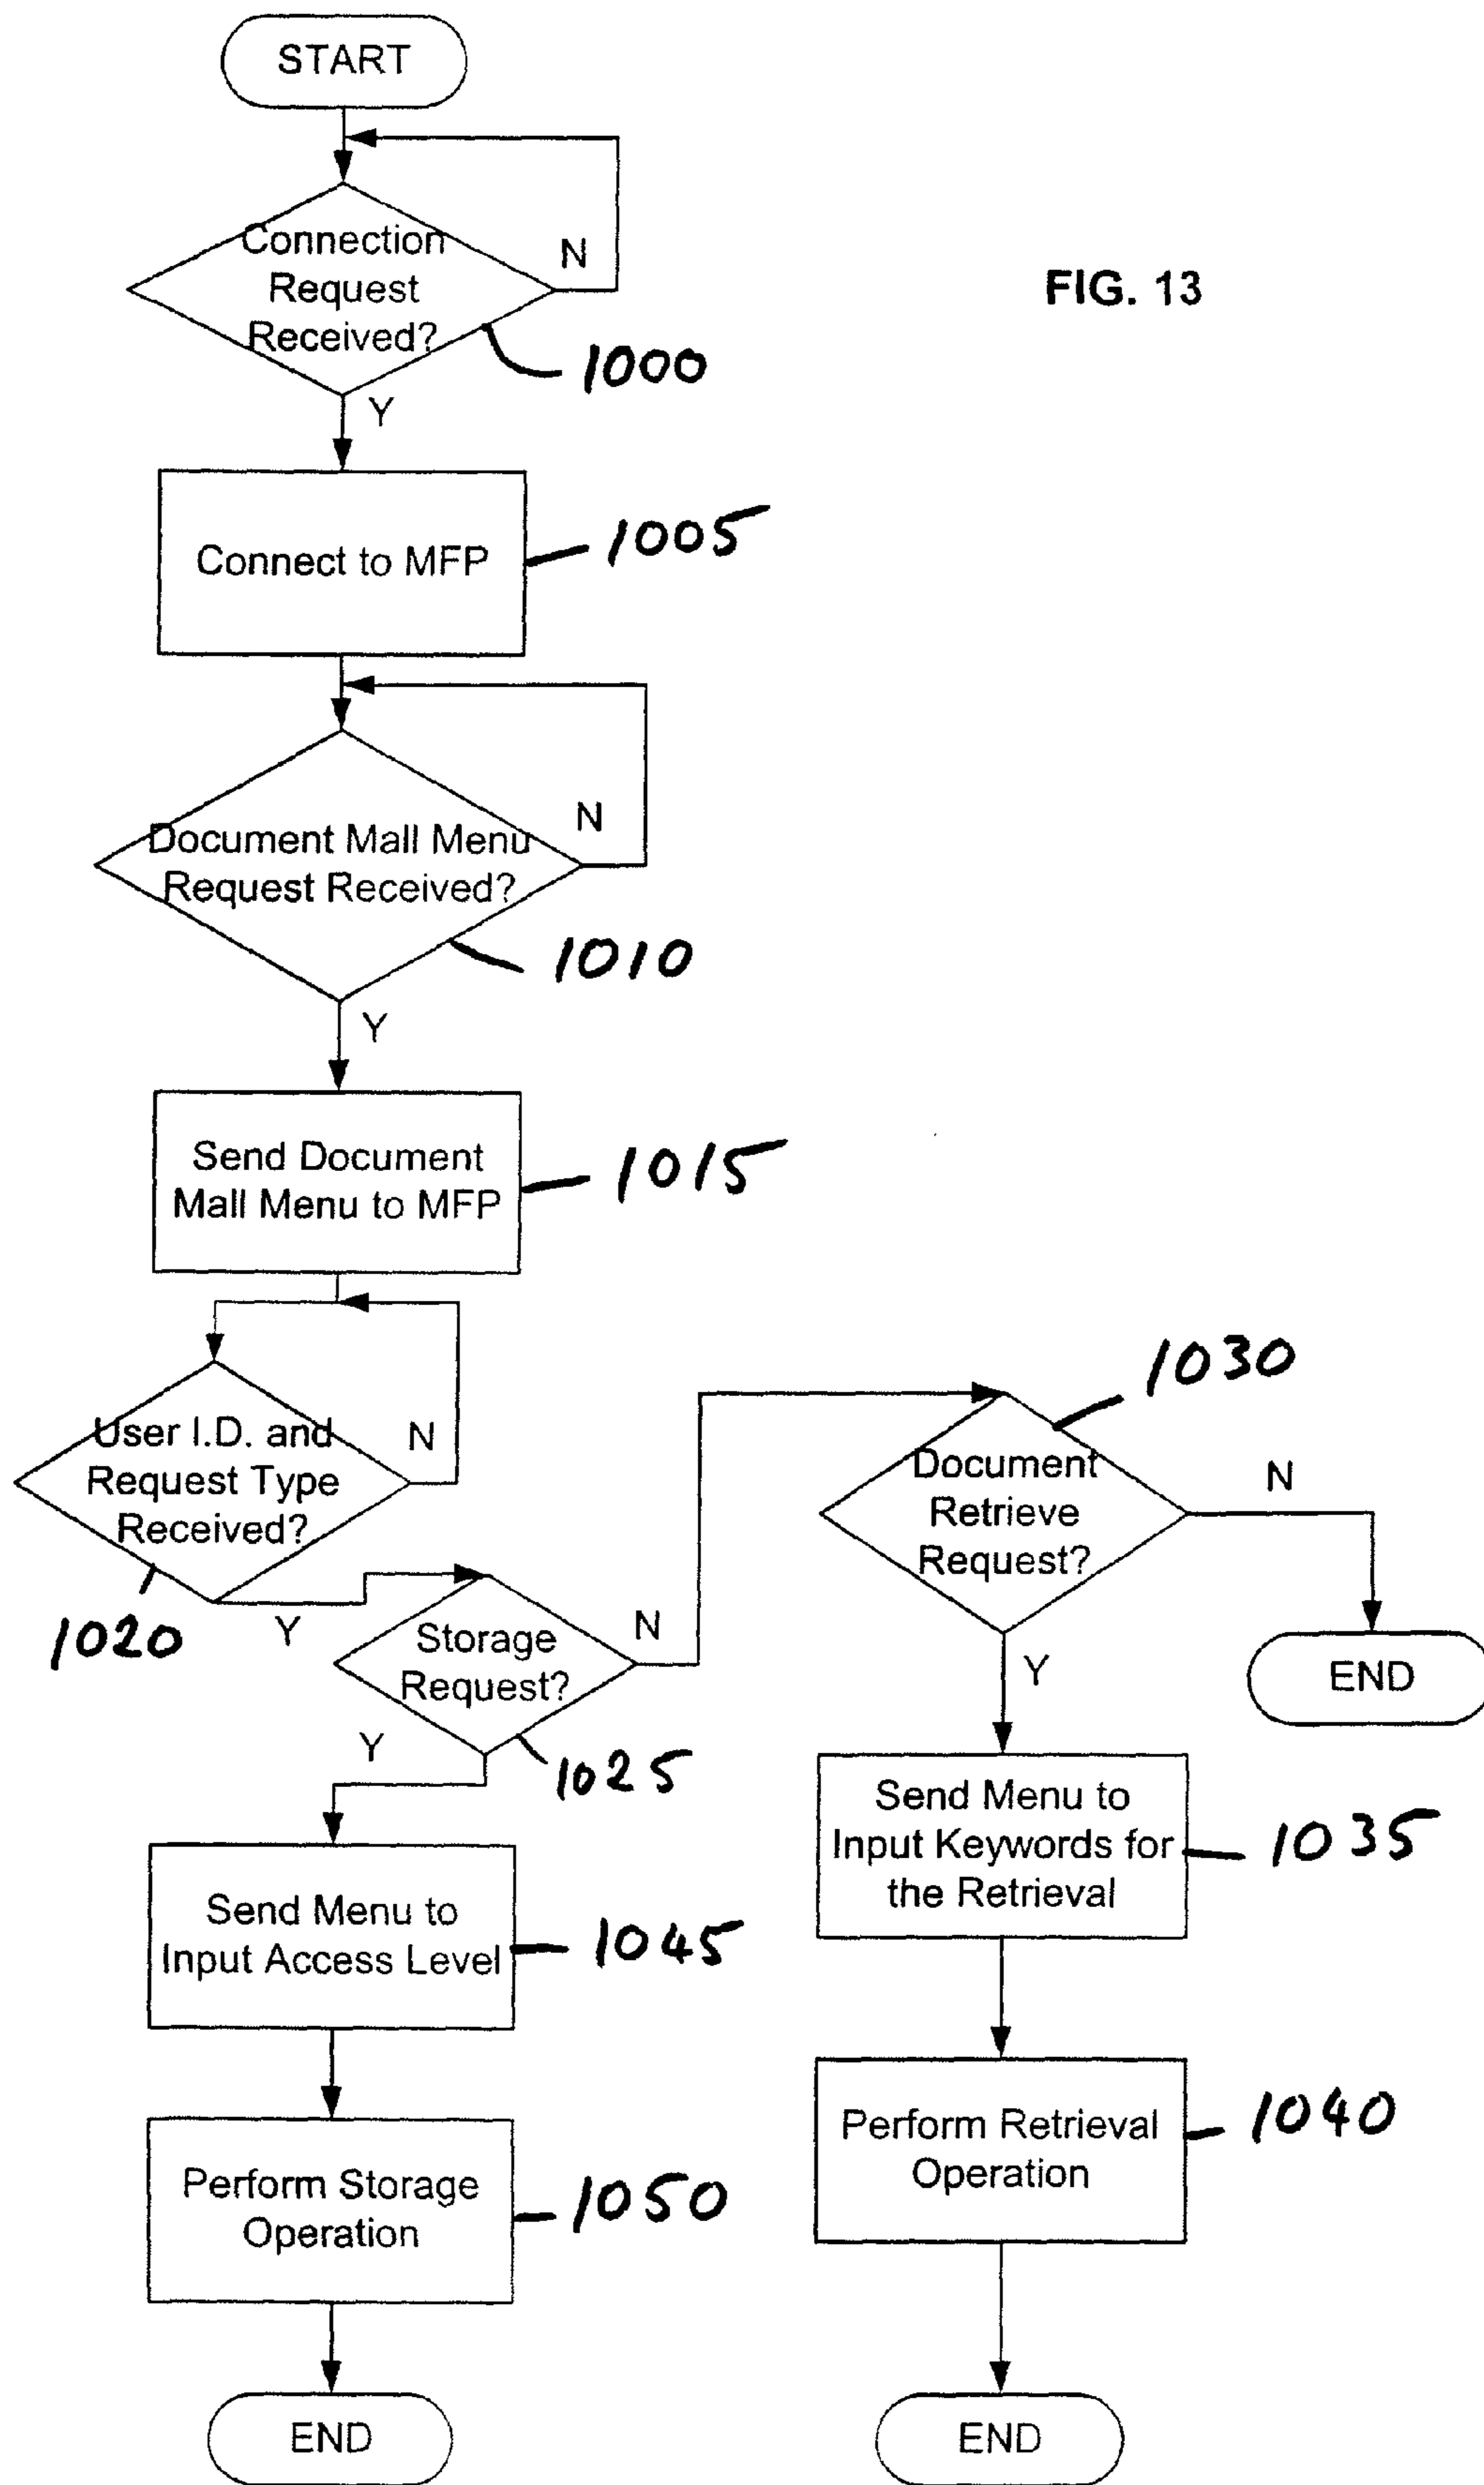 START
Connection
Request
Received?
N
FIG. 13
1000
Y
Connect to MFP
1005
Document Mall Menu
Request Received?
N
1010
Y
Send Document
Mall Menu to MFP
1015
User I.D. and
Request Type
Received?
N
1020
Y
Storage
Request?
N
Y
1025
1030
Document
Retrieve
Request?
N
END
Y
Send Menu to
Input Keywords for
the Retrieval
1035
Send Menu to
Input Access Level
1045
Perform Retrieval
Operation
1040
Perform Storage
Operation
1050
END
END